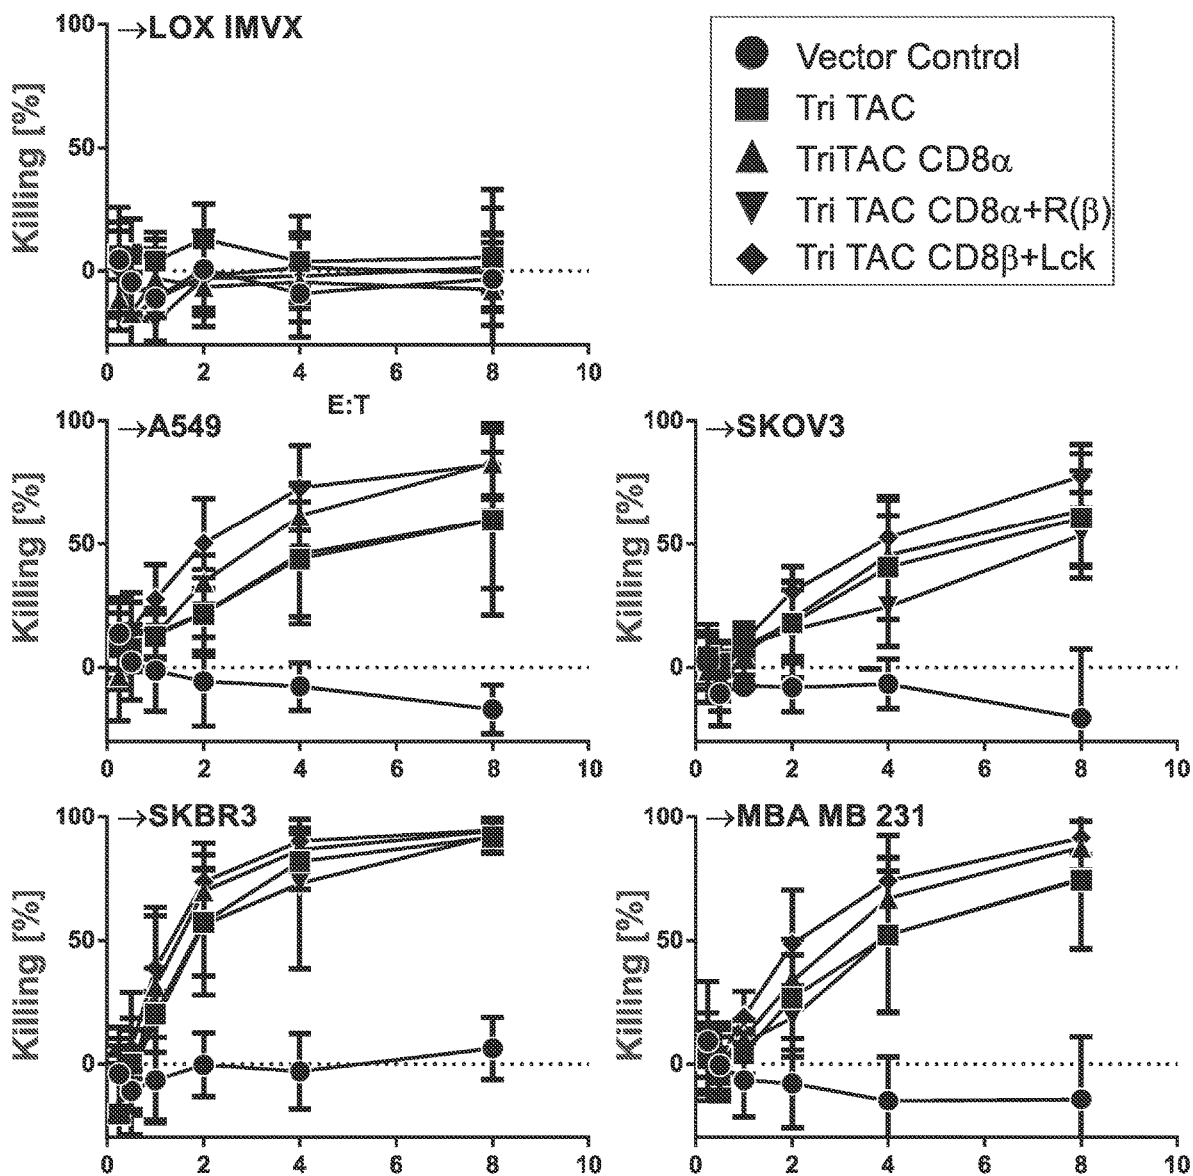 →LOX IMVX
Killing [%]
100
50
0
0 2 4 6 8 10
E:T
Vector Control
Tri TAC
TriTAC CD8α
Tri TAC CD8α+R(β)
Tri TAC CD8β+Lck
→A549
Killing [%]
100
50
0
0 2 4 6 8 10
→SKOV3
Killing [%]
100
50
0
0 2 4 6 8 10
→SKBR3
Killing [%]
100
50
0
0 2 4 6 8 10
→MBA MB 231
Killing [%]
100
50
0
0 2 4 6 8 10